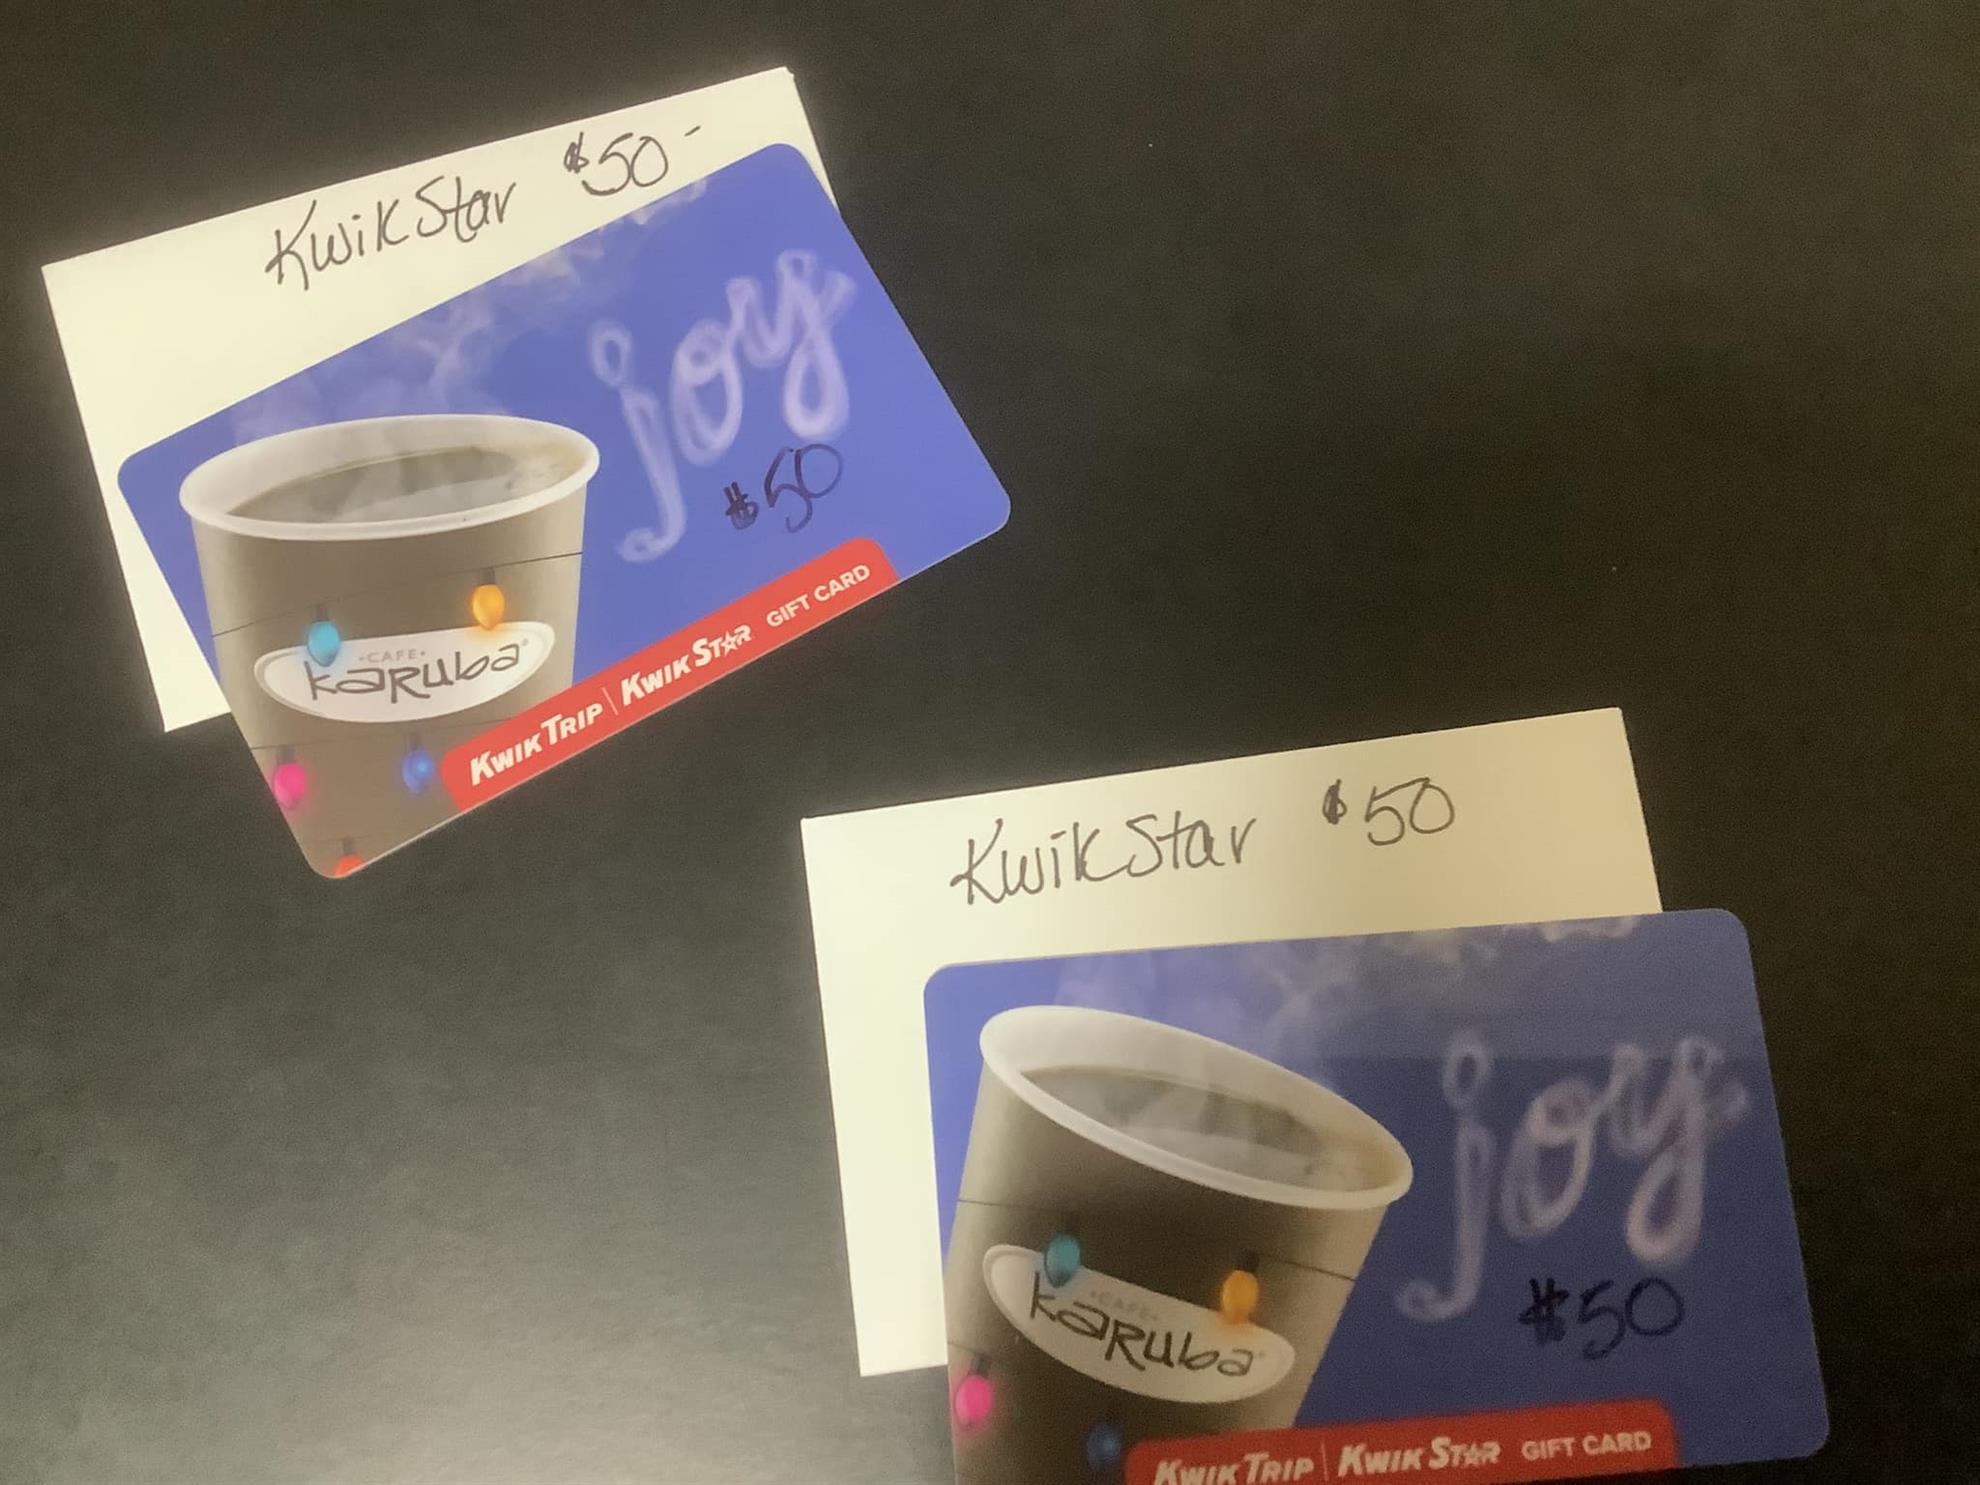 KwikStar $50-
joy
$50
CAFE
KaRuba
KWIK TRIP | KWIK STAR GIFT CARD
KwikStar $50
joy
$50
CAFE
KaRuba
KWIK TRIP | KWIK STAR GIFT CARD